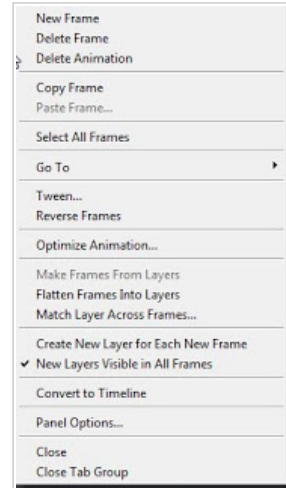 New Frame
Delete Frame
Delete Animation
Copy Frame
Paste Frame...
Select All Frames
Go To
Tween...
Reverse Frames
Optimize Animation...
Make Frames From Layers
Flatten Frames Into Layers
Match Layer Across Frames...
Create New Layer for Each New Frame
New Layers Visible in All Frames
Convert to Timeline
Panel Options...
Close
Close Tab Group